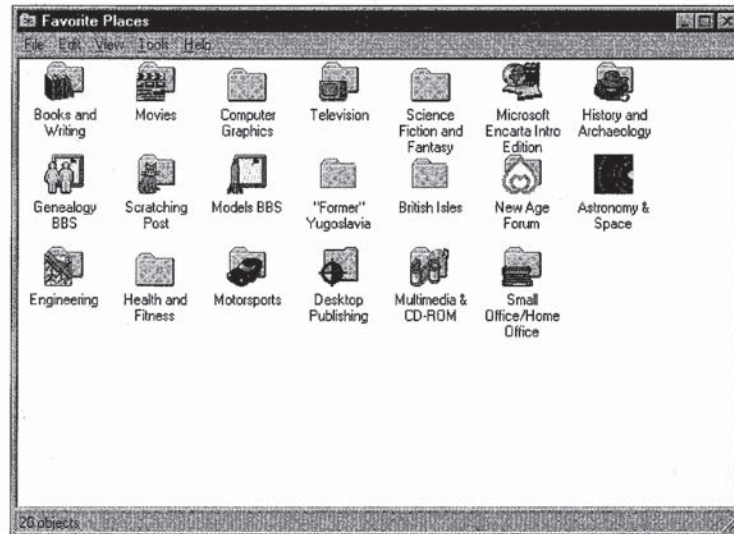 Favorite Places
File Edit View Tools Help
Books and Writing
Movies
Computer Graphics
Television
Science Fiction and Fantasy
Microsoft Encarta Intro Edition
History and Archaeology
Genealogy BBS
Scratching Post
Models BBS
"Former" Yugoslavia
British Isles
New Age Forum
Astronomy & Space
Engineering
Health and Fitness
Motorsports
Desktop Publishing
Multimedia & CD-ROM
Small Office/Home Office
20 objects